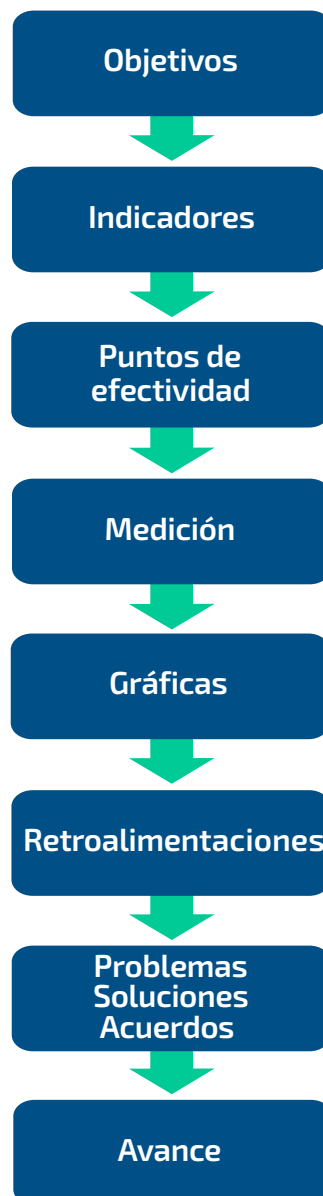 Objetivos
Indicadores
Puntos de
efectividad
Medición
Gráficas
Retroalimentaciones
Problemas
Soluciones
Acuerdos
Avance